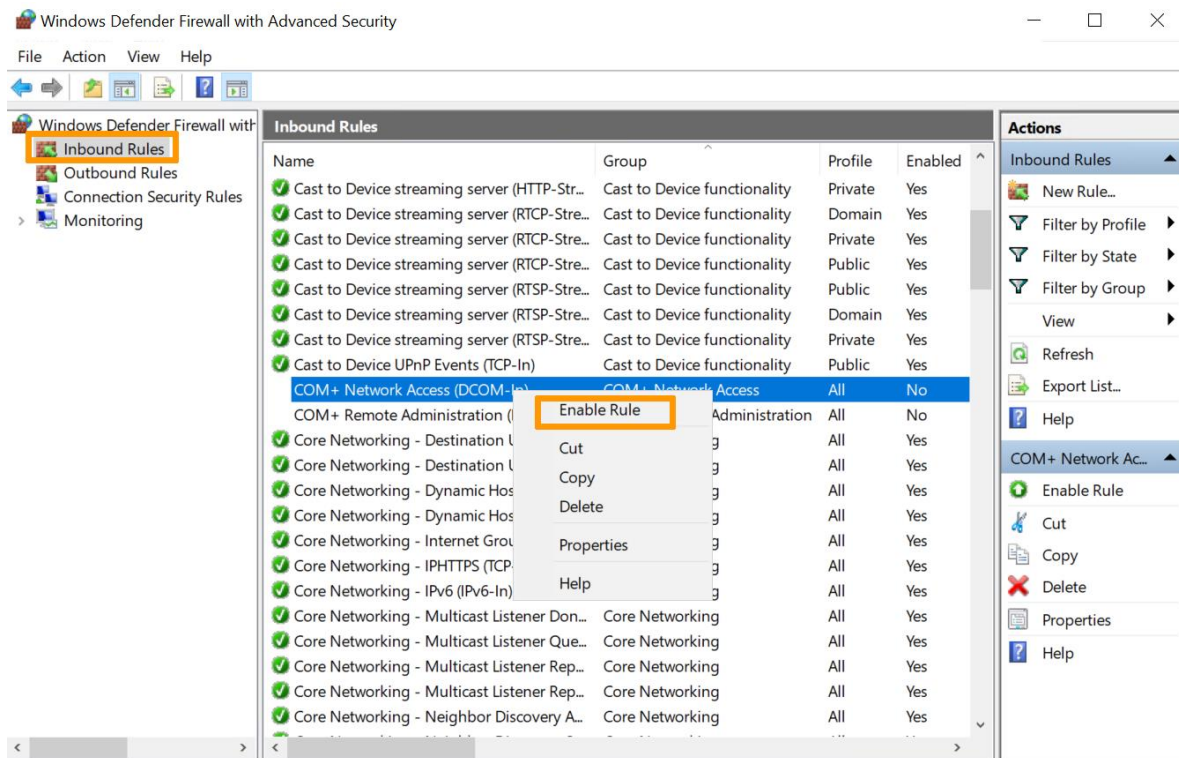 Windows Defender Firewall with Advanced Security
File Action View Help
Windows Defender Firewall with
Inbound Rules
Outbound Rules
Connection Security Rules
Monitoring
Inbound Rules
Name Group Profile Enabled
Cast to Device streaming server (HTTP-Str... Cast to Device functionality Private Yes
Cast to Device streaming server (RTCP-Stre... Cast to Device functionality Domain Yes
Cast to Device streaming server (RTCP-Stre... Cast to Device functionality Private Yes
Cast to Device streaming server (RTCP-Stre... Cast to Device functionality Public Yes
Cast to Device streaming server (RTSP-Stre... Cast to Device functionality Public Yes
Cast to Device streaming server (RTSP-Stre... Cast to Device functionality Domain Yes
Cast to Device streaming server (RTSP-Stre... Cast to Device functionality Private Yes
Cast to Device UPnP Events (TCP-In) Cast to Device functionality Public Yes
COM+ Network Access (DCOM-In) COM+ Network Access All No
COM+ Remote Administration ( Administration All No
Core Networking - Destination U g All Yes
Core Networking - Destination U g All Yes
Core Networking - Dynamic Hos g All Yes
Core Networking - Dynamic Hos g All Yes
Core Networking - Internet Grou g All Yes
Core Networking - IPHTTPS (TCP- g All Yes
Core Networking - IPv6 (IPv6-In) g All Yes
Core Networking - Multicast Listener Don... Core Networking All Yes
Core Networking - Multicast Listener Que... Core Networking All Yes
Core Networking - Multicast Listener Rep... Core Networking All Yes
Core Networking - Multicast Listener Rep... Core Networking All Yes
Core Networking - Neighbor Discovery A... Core Networking All Yes
Enable Rule
Cut
Copy
Delete
Properties
Help
Actions
Inbound Rules
New Rule...
Filter by Profile
Filter by State
Filter by Group
View
Refresh
Export List...
Help
COM+ Network Ac...
Enable Rule
Cut
Copy
Delete
Properties
Help